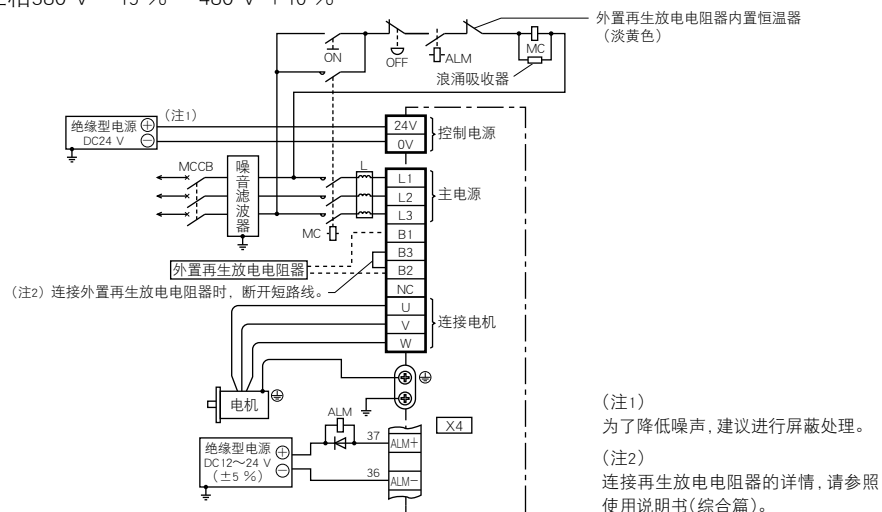 三相380 V －15 %～480 V +10 %
外置再生放电电阻器内置恒温器
（淡黄色）
ON
OFF
ALM
MC
浪涌吸收器
（注1）
绝缘型电源 ⊕
DC24 V ⊖
24V
0V
控制电源
MCCB
噪音滤波器
L
L1
L2
L3
主电源
MC
B1
B3
B2
NC
外置再生放电电阻器
（注2）连接外置再生放电电阻器时，断开短路线。
U
V
W
连接电机
电机
ALM
X4
绝缘型电源 ⊕
DC12～24 V
（±5 %） ⊖
37
ALM+
36
ALM−
（注1）
为了降低噪声，建议进行屏蔽处理。
（注2）
连接再生放电电阻器的详情，请参照
使用说明书(综合篇)。